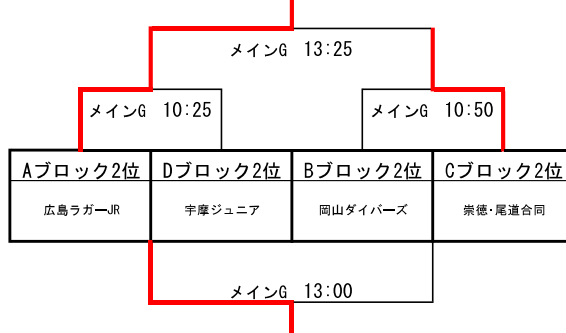 メインG 13:25
メインG 10:25
メインG 10:50
Aブロック2位 Dブロック2位 Bブロック2位 Cブロック2位
広島ラガーJR 宇摩ジュニア 岡山ダイバーズ 崇徳・尾道合同
メインG 13:00